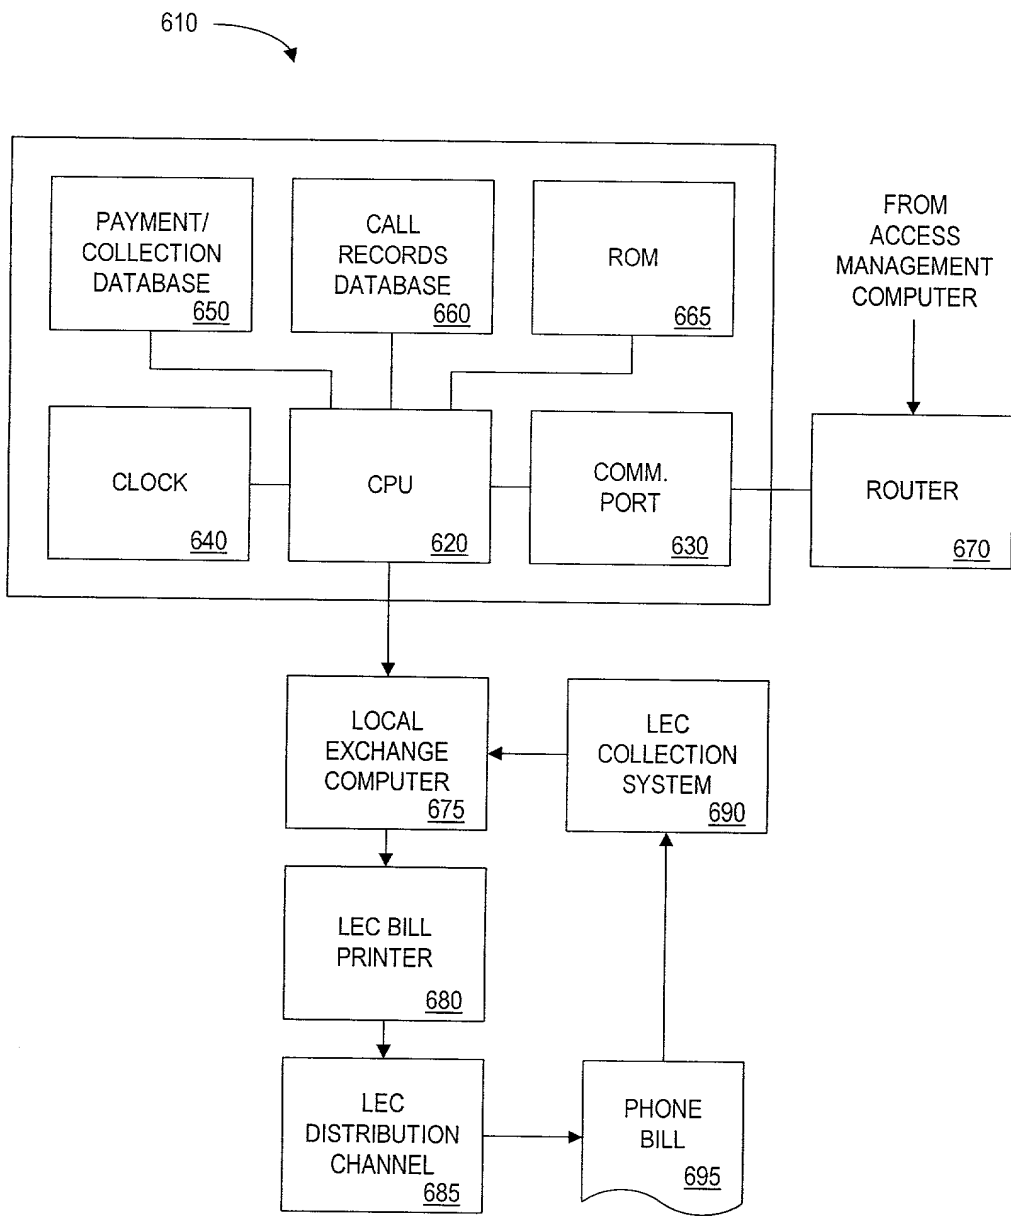 610
PAYMENT/
COLLECTION
DATABASE
650
CALL
RECORDS
DATABASE
660
ROM
665
FROM
ACCESS
MANAGEMENT
COMPUTER
CLOCK
640
CPU
620
COMM.
PORT
630
ROUTER
670
LOCAL
EXCHANGE
COMPUTER
675
LEC
COLLECTION
SYSTEM
690
LEC BILL
PRINTER
680
LEC
DISTRIBUTION
CHANNEL
685
PHONE
BILL
695